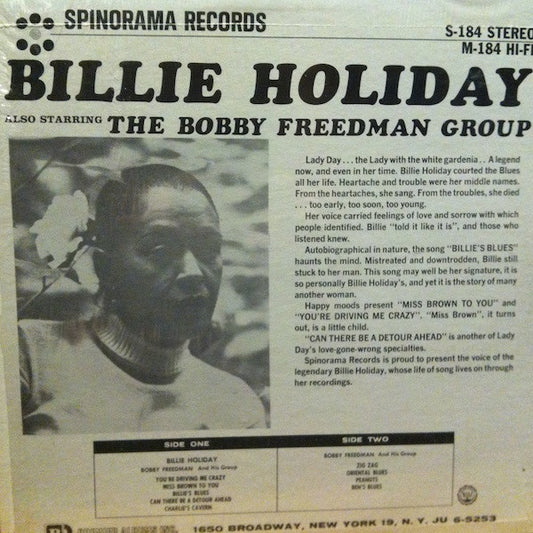 SPINORAMA RECORDS
S-184 STEREO
M-184 HI-FI
BILLIE HOLIDAY
ALSO STARRING THE BOBBY FREEDMAN GROUP
Lady Day . . . the Lady with the white gardenia . . A legend
now, and even in her time. Billie Holiday courted the Blues
all her life. Heartache and trouble were her middle names.
From the heartaches, she sang. From the troubles, she died
. . . too early, too soon, too young.
Her voice carried feelings of love and sorrow with which
people identified. Billie "told it like it is", and those who
listened knew.
Autobiographical in nature, the song "BILLIE'S BLUES"
haunts the mind. Mistreated and downtrodden, Billie still
stuck to her man. This song may well be her signature, it is
so personally Billie Holiday's, and yet it is the story of many
another woman.
Happy moods present "MISS BROWN TO YOU" and
"YOU'RE DRIVING ME CRAZY". "Miss Brown", it turns
out, is a little child.
"CAN THERE BE A DETOUR AHEAD" is another of Lady
Day's love-gone-wrong specialties.
Spinorama Records is proud to present the voice of the
legendary Billie Holiday, whose life of song lives on through
her recordings.
SIDE ONE
BILLIE HOLIDAY
BOBBY FREEDMAN And His Group
YOU'RE DRIVING ME CRAZY
MISS BROWN TO YOU
BILLIE'S BLUES
CAN THERE BE A DETOUR AHEAD
CHARLIE'S CAVERN
SIDE TWO
BOBBY FREEDMAN And His Group
ZIG ZAG
ORIENTAL BLUES
PEANUTS
BEN'S BLUES
1650 BROADWAY, NEW YORK 19, N. Y. JU 6-5253